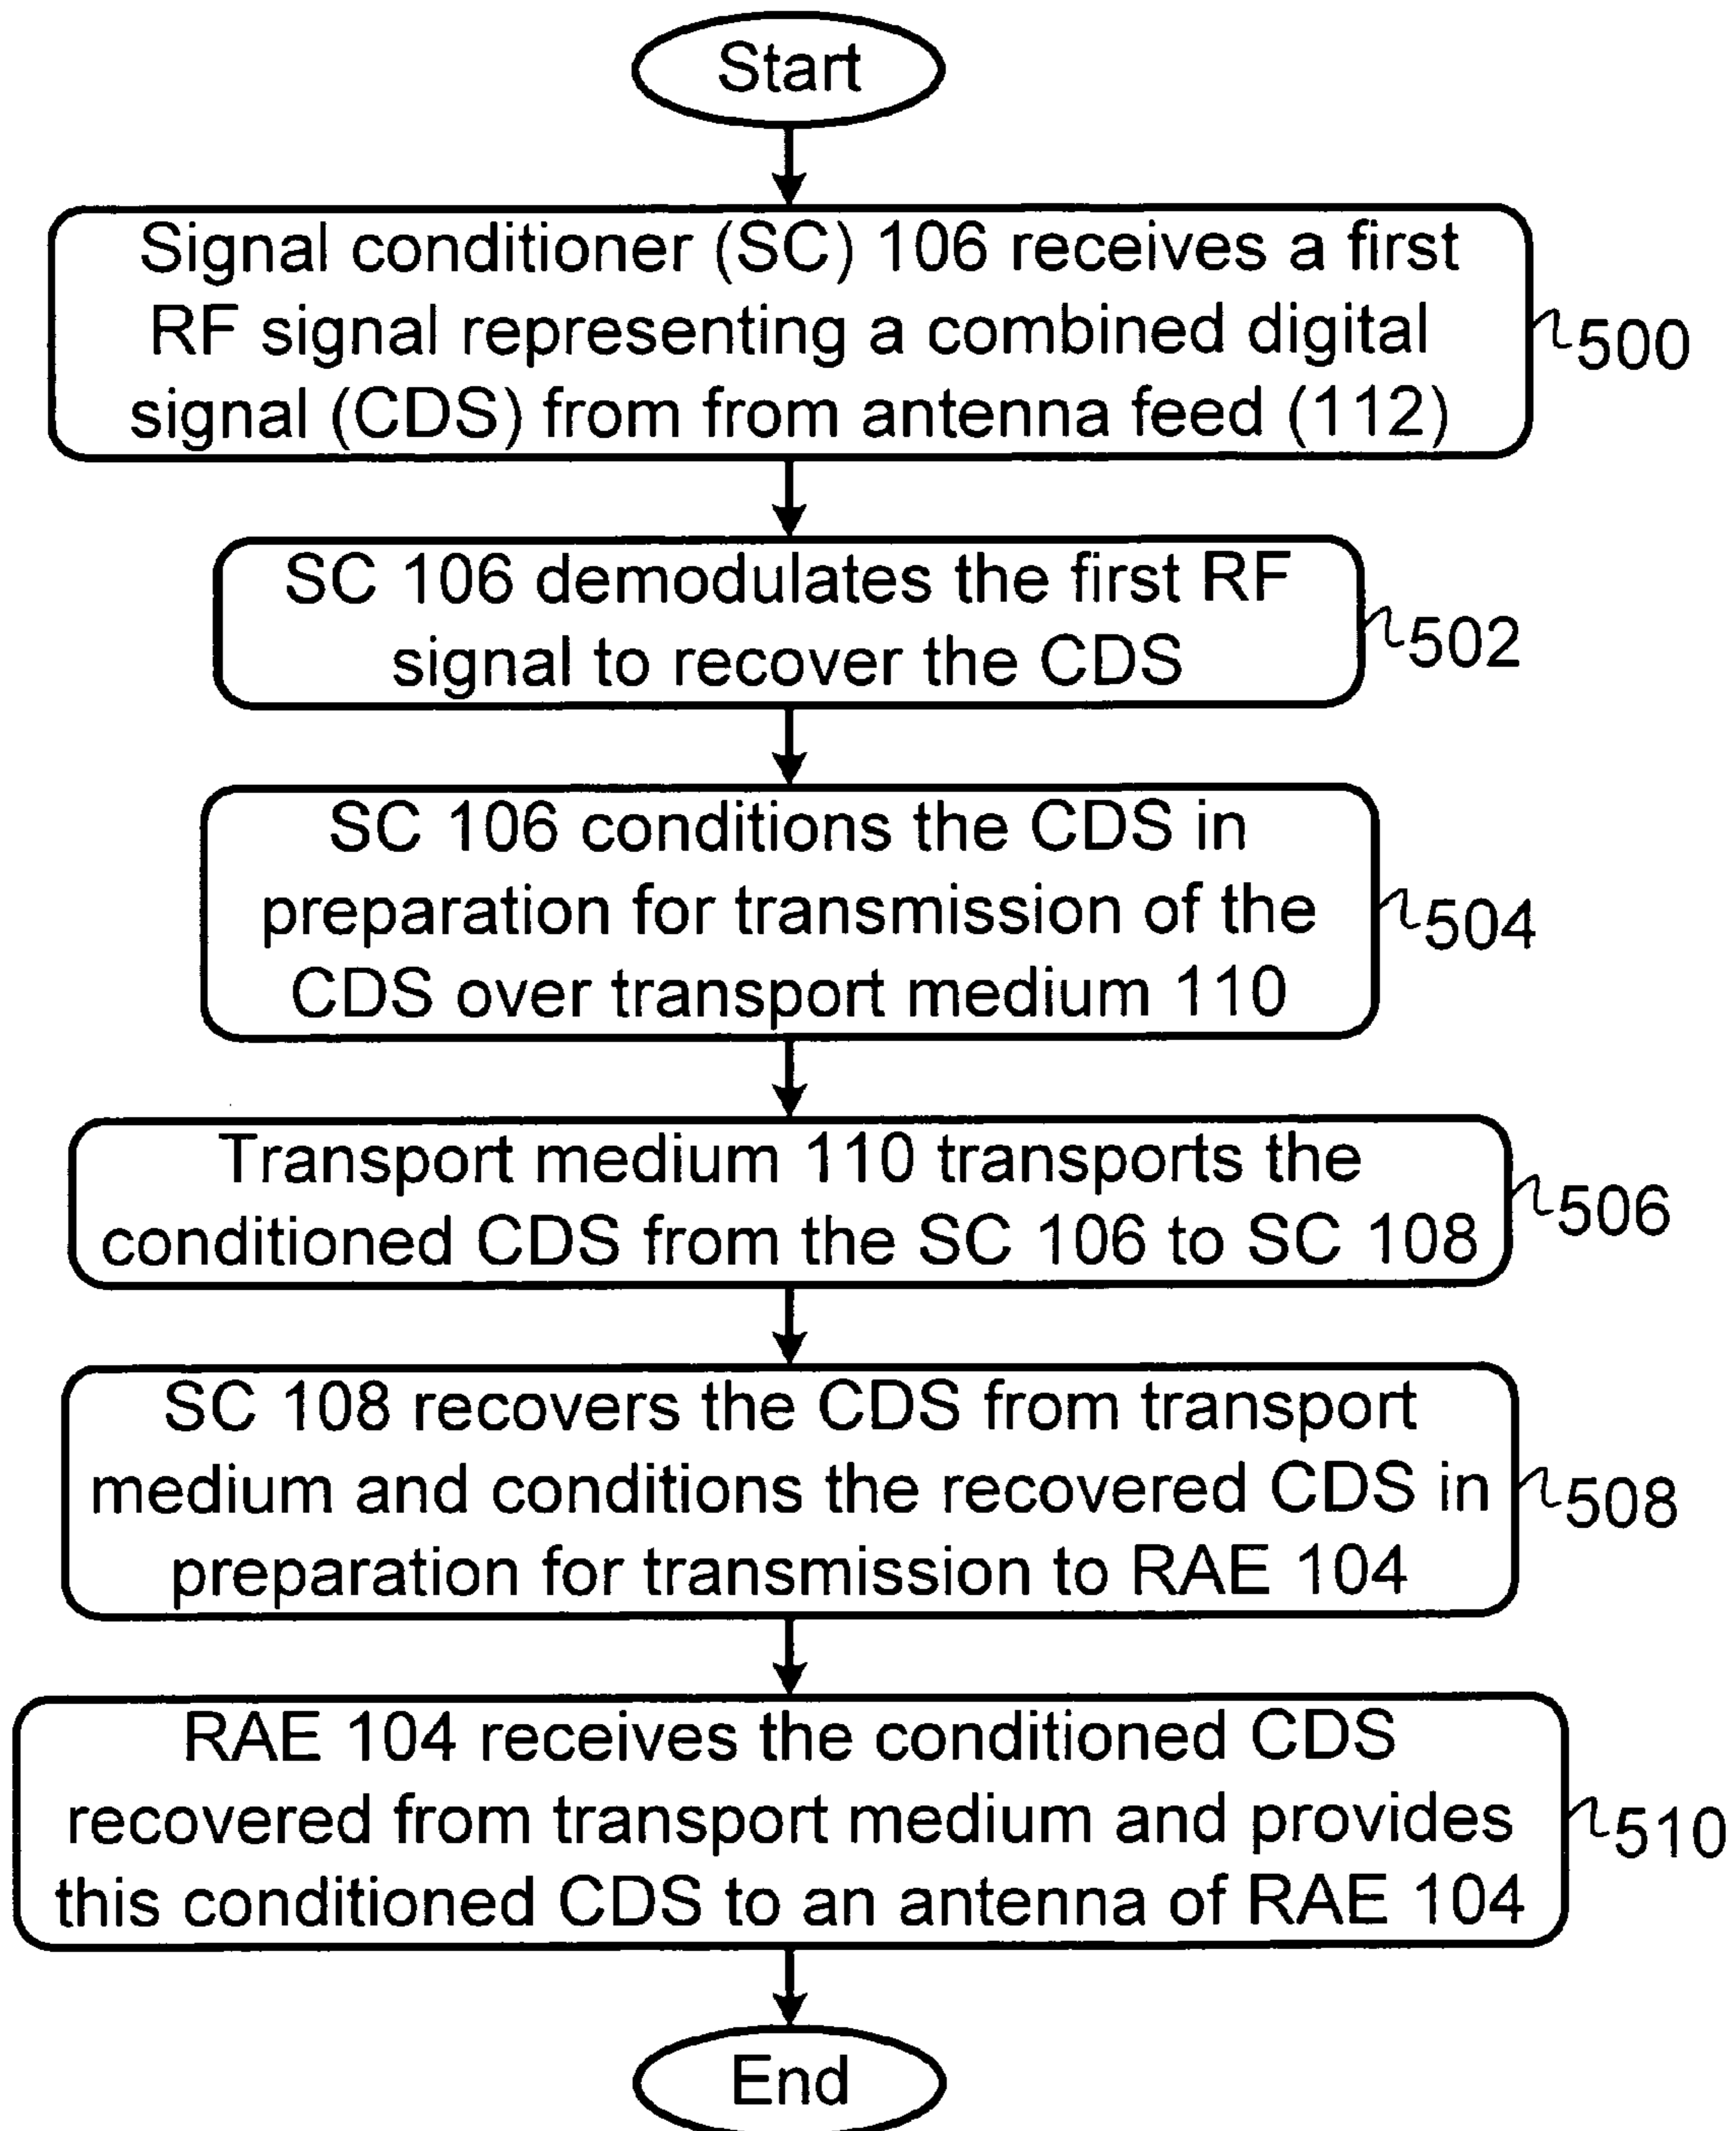 Start
Signal conditioner (SC) 106 receives a first
RF signal representing a combined digital
signal (CDS) from from antenna feed (112)
500
SC 106 demodulates the first RF
signal to recover the CDS
502
SC 106 conditions the CDS in
preparation for transmission of the
CDS over transport medium 110
504
Transport medium 110 transports the
conditioned CDS from the SC 106 to SC 108
506
SC 108 recovers the CDS from transport
medium and conditions the recovered CDS in
preparation for transmission to RAE 104
508
RAE 104 receives the conditioned CDS
recovered from transport medium and provides
this conditioned CDS to an antenna of RAE 104
510
End